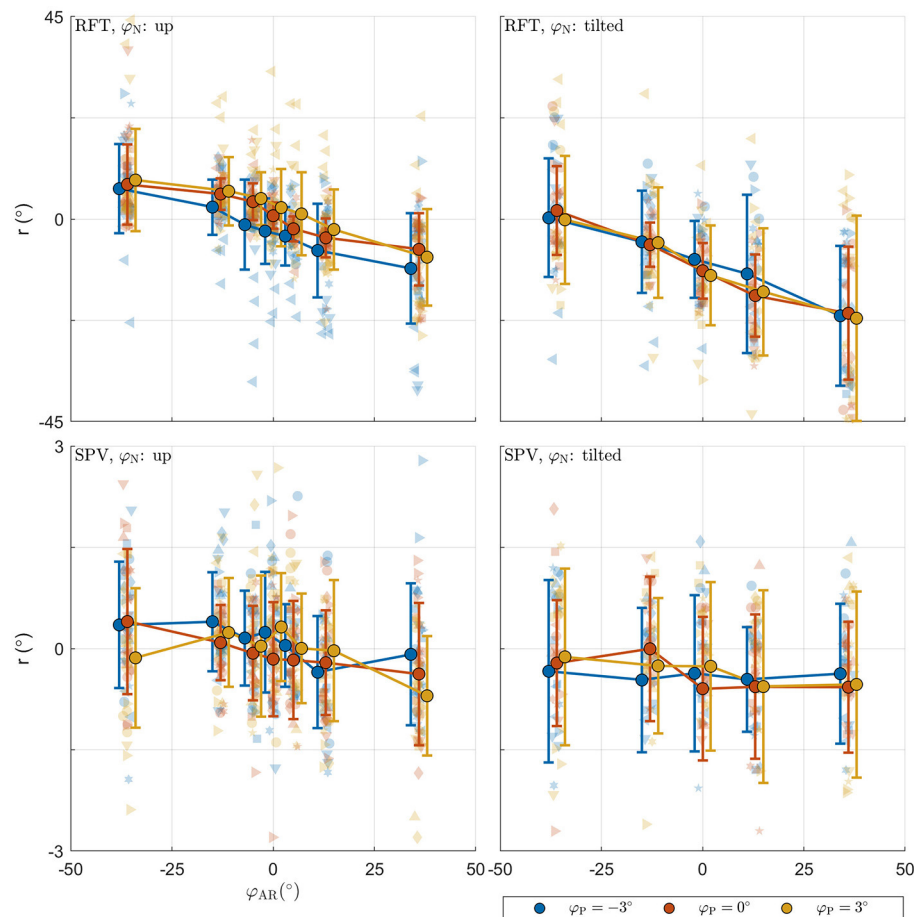 RFT, φN: up
RFT, φN: tilted
45
0
-45
r (°)
SPV, φN: up
SPV, φN: tilted
3
0
-3
r (°)
-50 -25 0 25 50
-50 -25 0 25 50
φAR(°)
φP = −3° φP = 0° φP = 3°